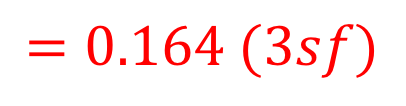 = 0.164 (3sf)